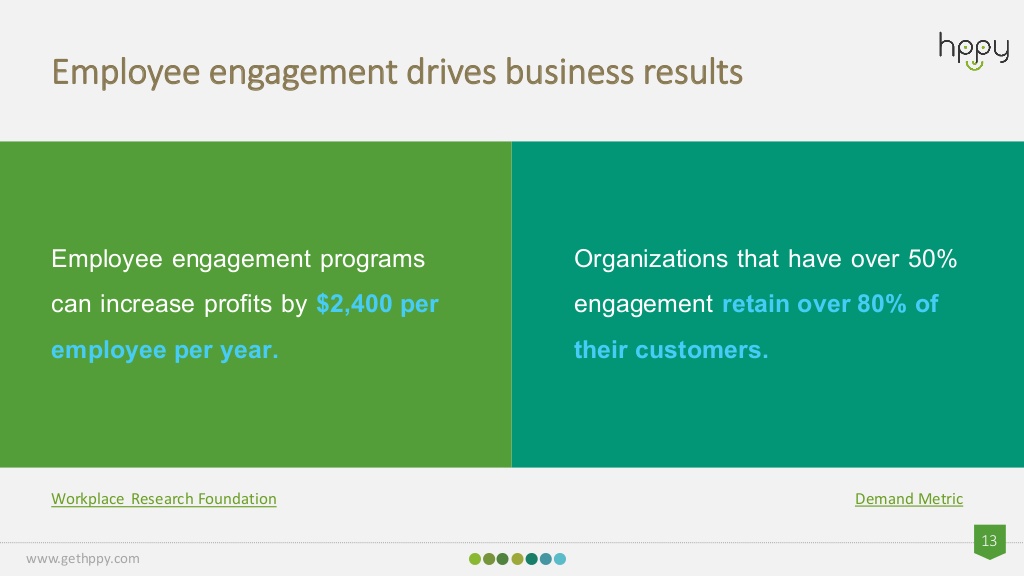 Employee engagement drives business results
hppy
Employee engagement programs
can increase profits by $2,400 per
employee per year.
Organizations that have over 50%
engagement retain over 80% of
their customers.
Workplace Research Foundation
Demand Metric
13
www.gethppy.com